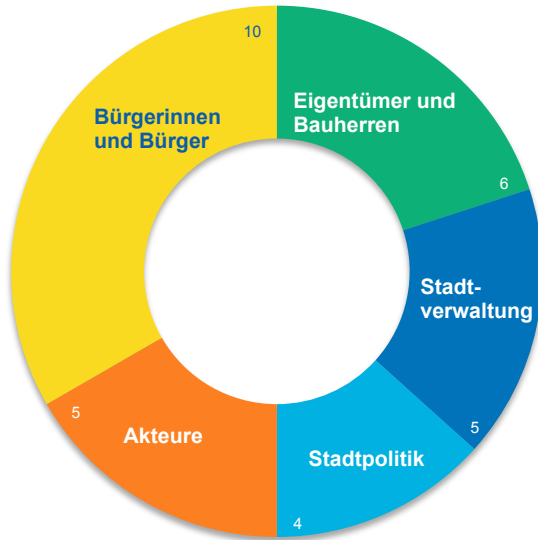 10
Bürgerinnen
und Bürger
Eigentümer und
Bauherren
6
Stadt-
verwaltung
5
Stadtpolitik
4
Akteure
5